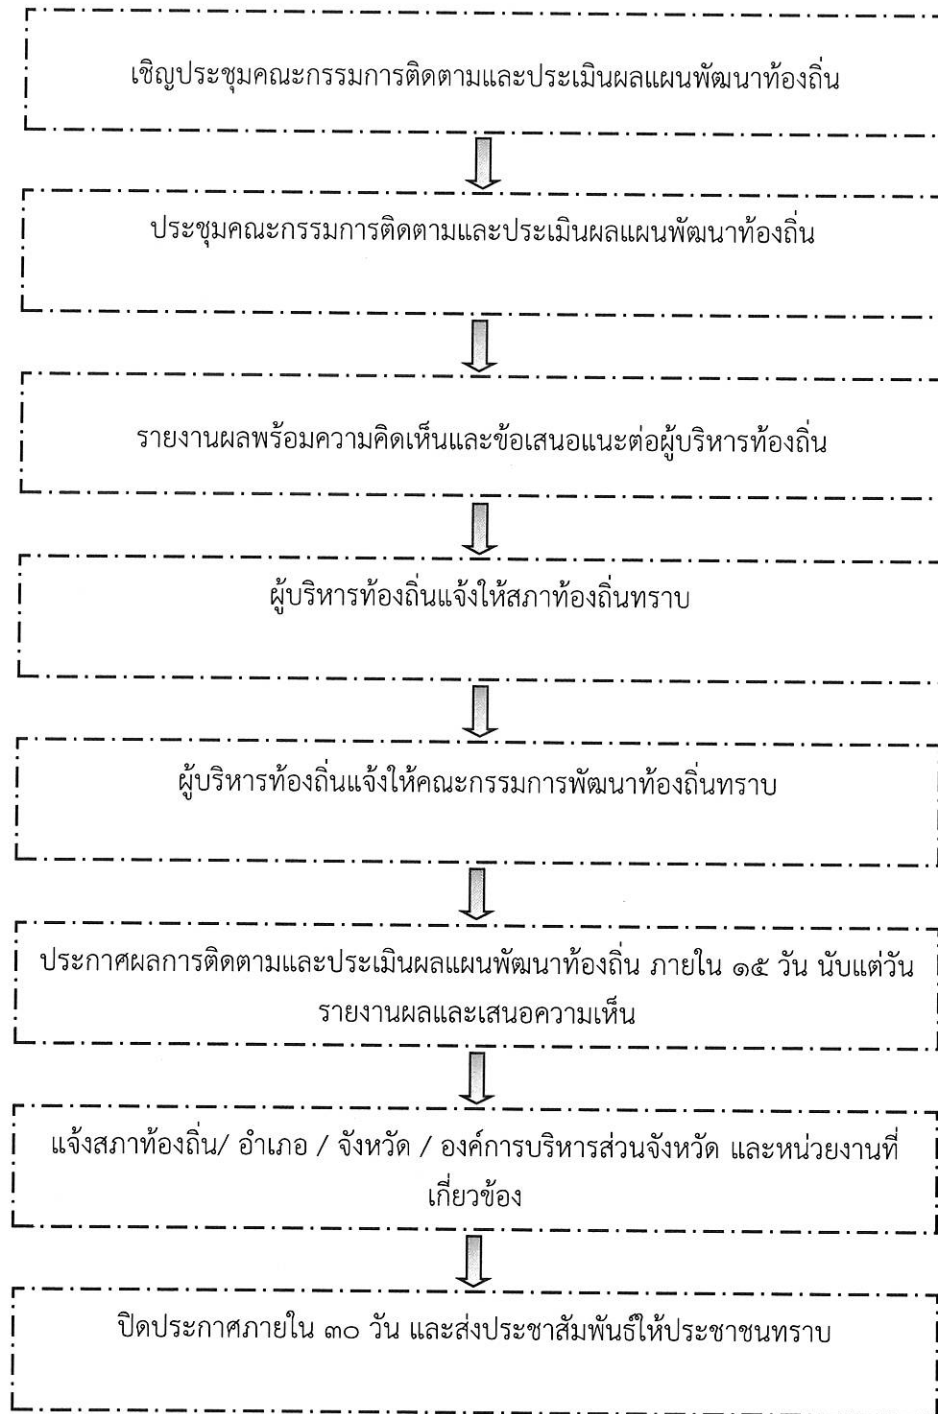 เชิญประชุมคณะกรรมการติดตามและประเมินผลแผนพัฒนาท้องถิ่น
ประชุมคณะกรรมการติดตามและประเมินผลแผนพัฒนาท้องถิ่น
รายงานผลพร้อมความคิดเห็นและข้อเสนอแนะต่อผู้บริหารท้องถิ่น
ผู้บริหารท้องถิ่นแจ้งให้สภาท้องถิ่นทราบ
ผู้บริหารท้องถิ่นแจ้งให้คณะกรรมการพัฒนาท้องถิ่นทราบ
ประกาศผลการติดตามและประเมินผลแผนพัฒนาท้องถิ่น ภายใน ๑๕ วัน นับแต่วัน
รายงานผลและเสนอความเห็น
แจ้งสภาท้องถิ่น/ อำเภอ / จังหวัด / องค์การบริหารส่วนจังหวัด และหน่วยงานที่
เกี่ยวข้อง
ปิดประกาศภายใน ๓๐ วัน และส่งประชาสัมพันธ์ให้ประชาชนทราบ